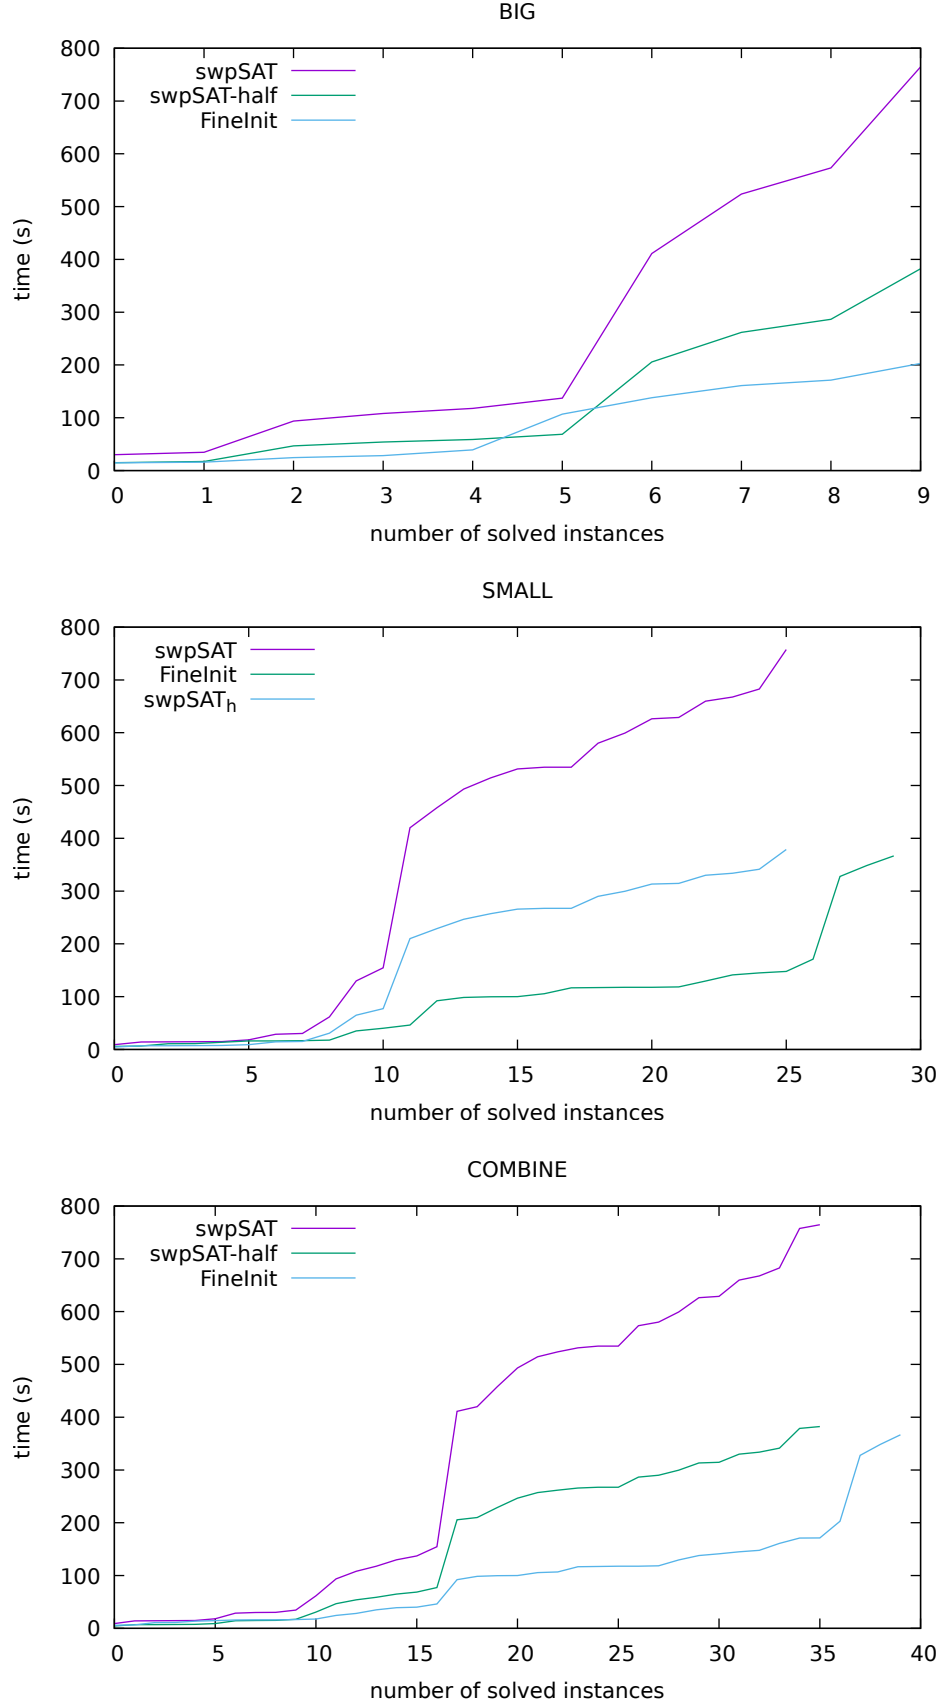 BIG
800
700
600
500
400
300
200
100
0
time (s)
swpSAT
swpSAT-half
FineInit
0 1 2 3 4 5 6 7 8 9
number of solved instances
SMALL
800
700
600
500
400
300
200
100
0
time (s)
swpSAT
FineInit
swpSATh
0 5 10 15 20 25 30
number of solved instances
COMBINE
800
700
600
500
400
300
200
100
0
time (s)
swpSAT
swpSAT-half
FineInit
0 5 10 15 20 25 30 35 40
number of solved instances